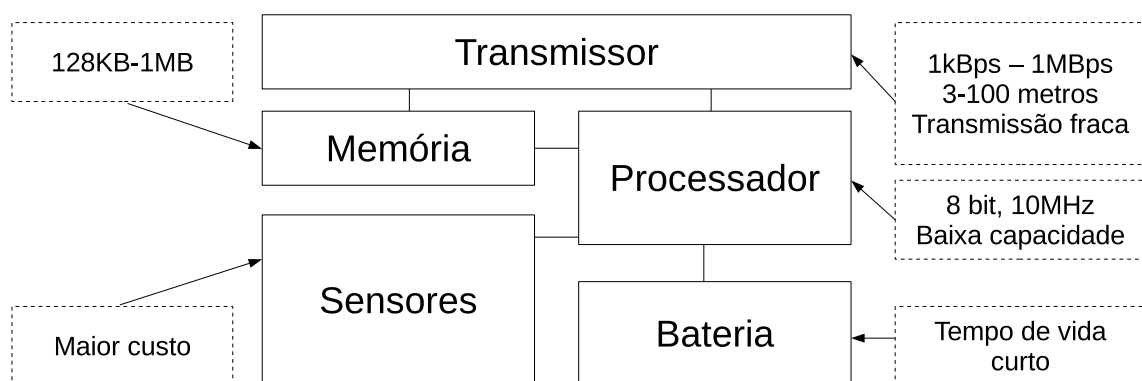 128KB-1MB
Transmissor
1kBps – 1MBps
3-100 metros
Transmissão fraca
Memória
Processador
8 bit, 10MHz
Baixa capacidade
Sensores
Maior custo
Bateria
Tempo de vida
curto